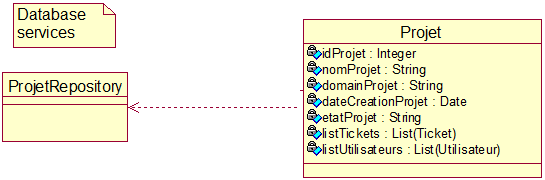 Database
services
ProjetRepository
Projet
idProjet : Integer
nomProjet : String
domainProjet : String
dateCreationProjet : Date
etatProjet : String
listTickets : List(Ticket)
listUtilisateurs : List(Utilisateur)